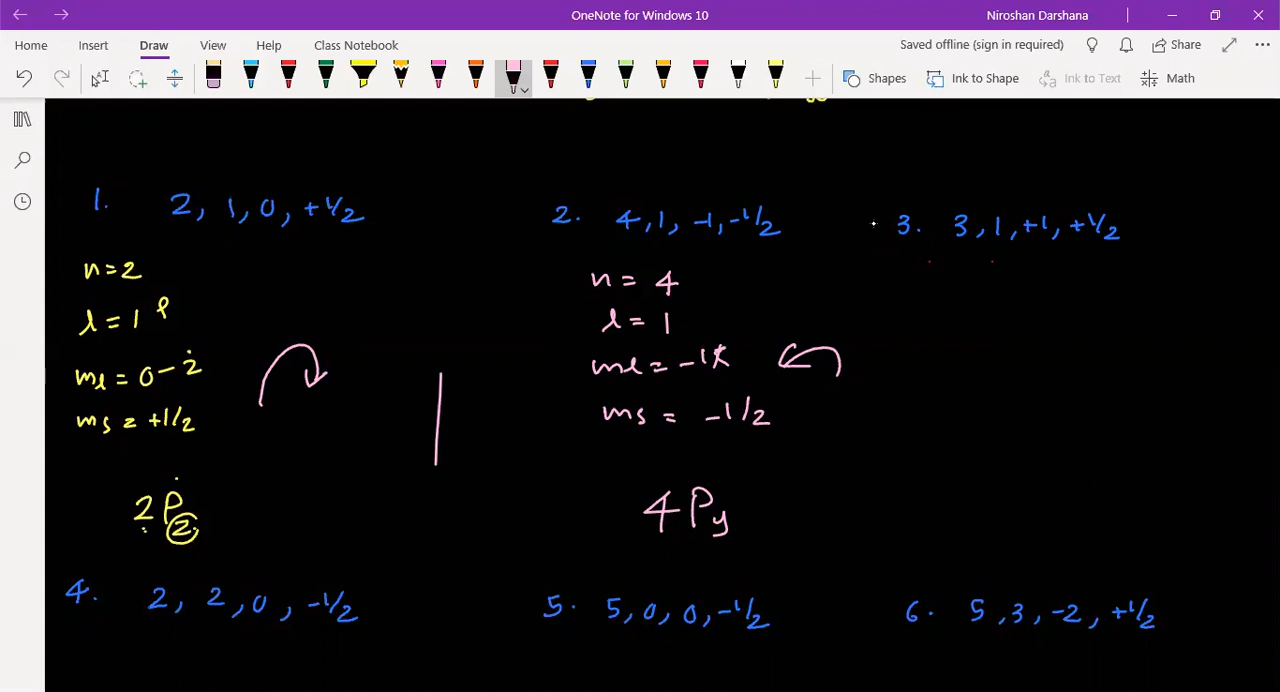 OneNote for Windows 10
Niroshan Darshana
Home Insert Draw View Help Class Notebook
Saved offline (sign in required)
Share
Shapes
Ink to Shape
Ink to Text
Math
1. 2, 1, 0, +1/2
n = 2
l = 1 p
ml = 0 - z
ms = +1/2
2pz
2. 4, 1, -1, -1/2
n = 4
l = 1
ml = -1
ms = -1/2
4Py
3. 3, 1, +1, +1/2
4. 2, 2, 0, -1/2
5. 5, 0, 0, -1/2
6. 5, 3, -2, +1/2